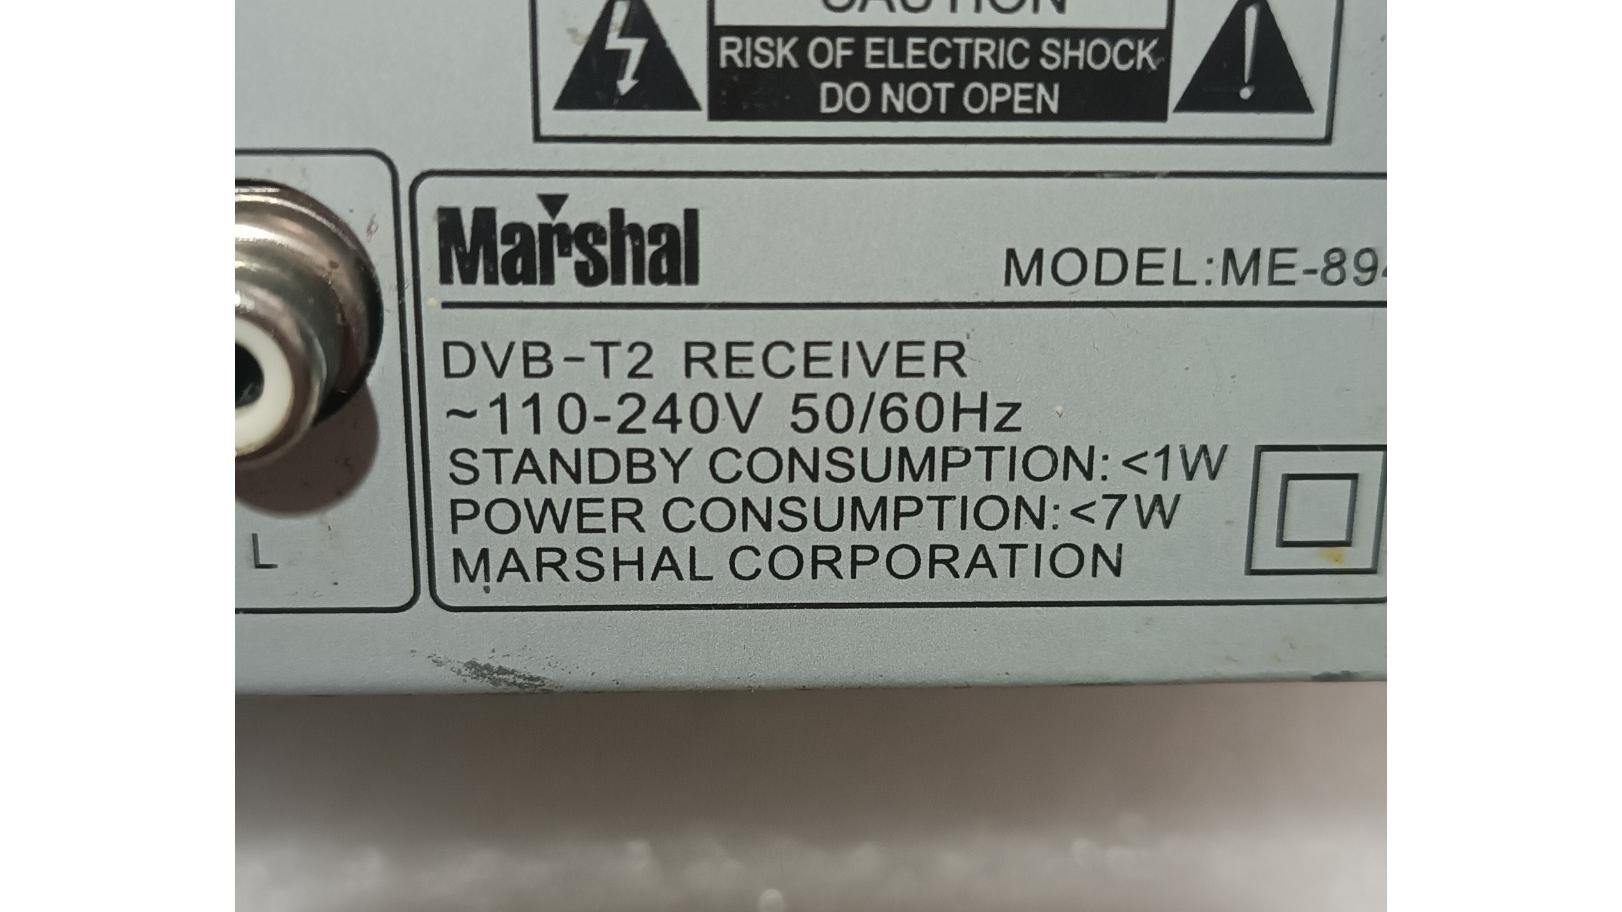 CAUTION
RISK OF ELECTRIC SHOCK
DO NOT OPEN
Marshal
MODEL:ME-89
DVB-T2 RECEIVER
~110-240V 50/60Hz
STANDBY CONSUMPTION: <1W
POWER CONSUMPTION: <7W
MARSHAL CORPORATION
L